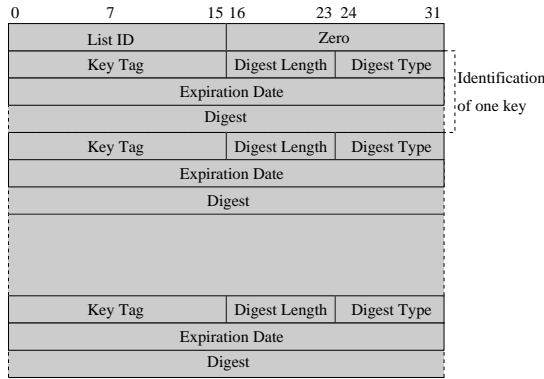 0 7 15 16 23 24 31
List ID Zero
Key Tag Digest Length Digest Type
Identification
Expiration Date
of one key
Digest
Key Tag Digest Length Digest Type
Expiration Date
Digest
Key Tag Digest Length Digest Type
Expiration Date
Digest